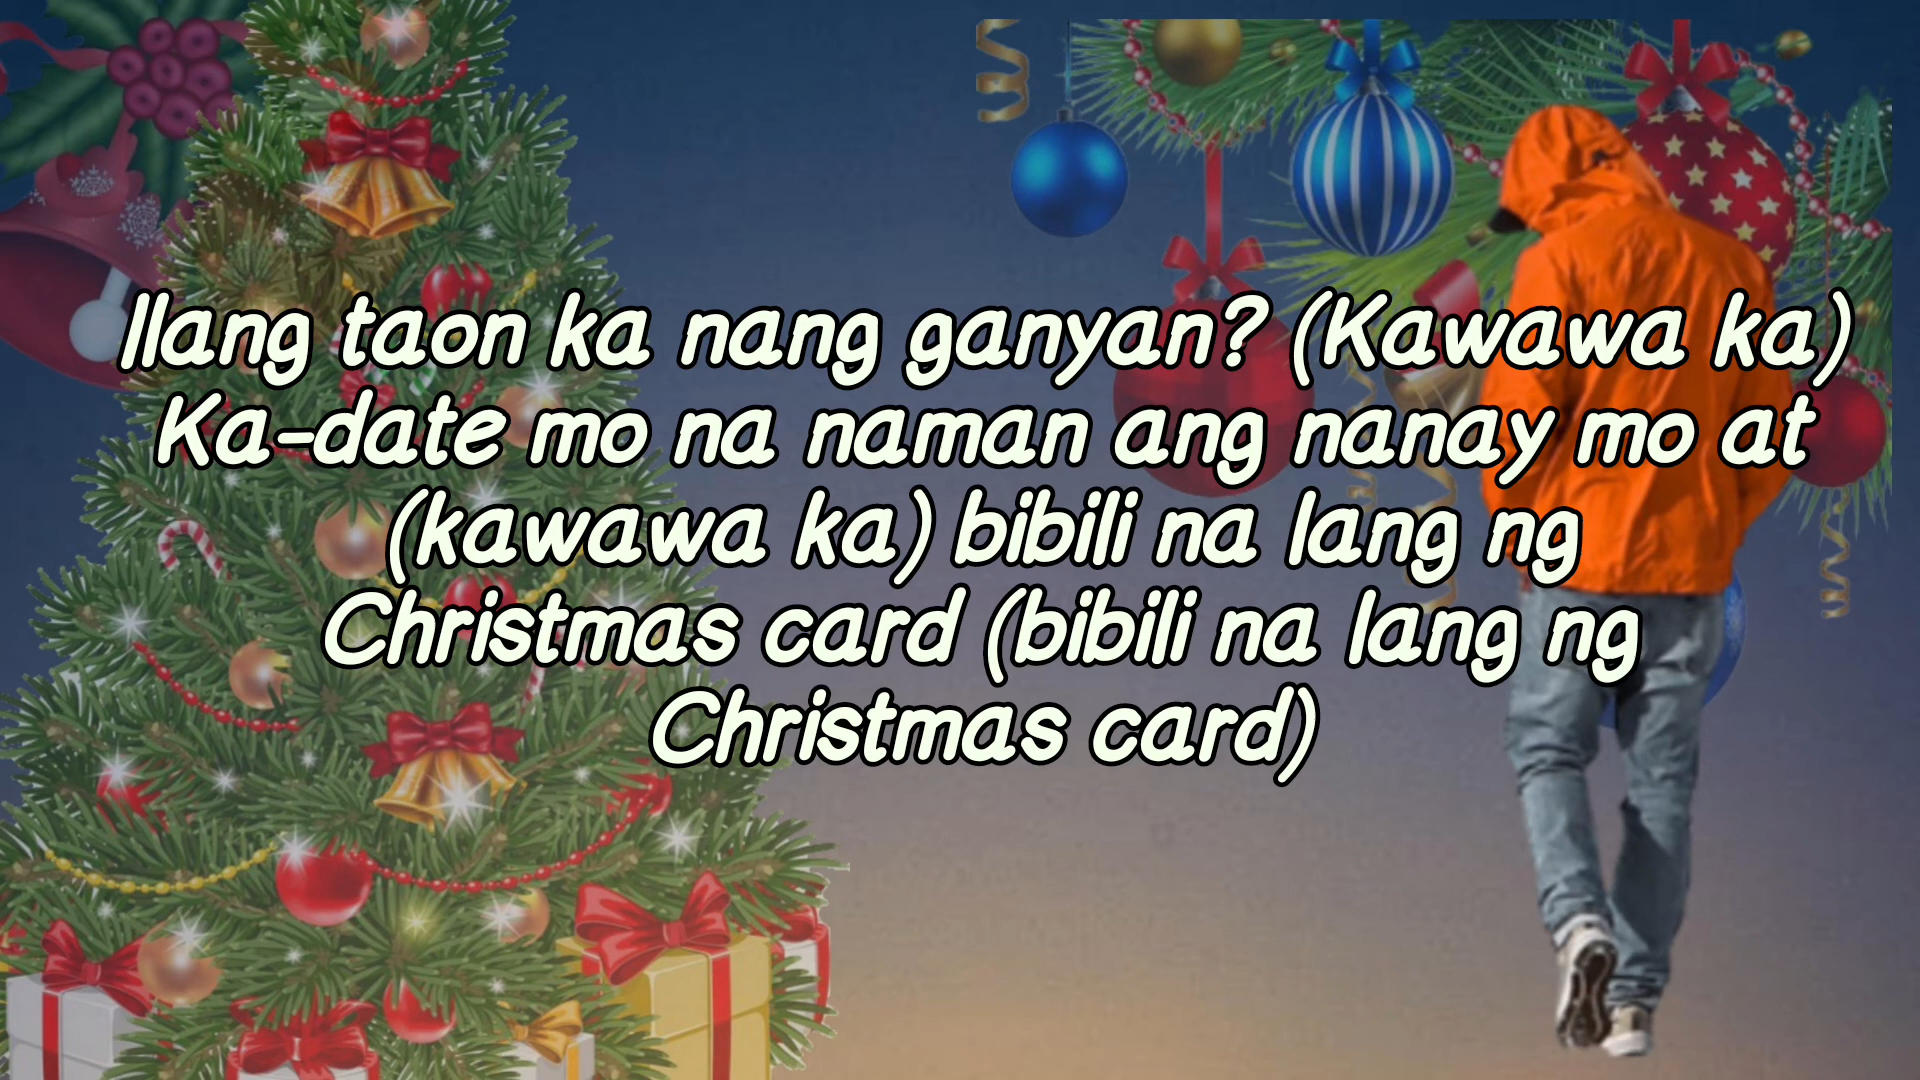 Ilang taon ka nang ganyan? (Kawawa ka)
Ka-date mo na naman ang nanay mo at
(kawawa ka) bibili na lang ng
Christmas card (bibili na lang ng
Christmas card)